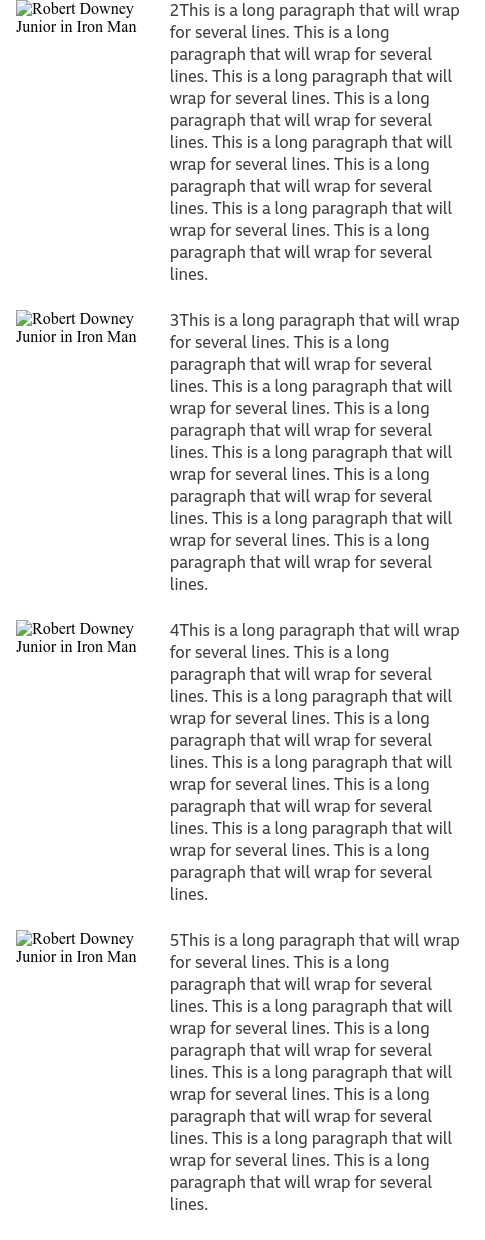 Robert Downey
Junior in Iron Man
2This is a long paragraph that will wrap
for several lines. This is a long
paragraph that will wrap for several
lines. This is a long paragraph that will
wrap for several lines. This is a long
paragraph that will wrap for several
lines. This is a long paragraph that will
wrap for several lines. This is a long
paragraph that will wrap for several
lines. This is a long paragraph that will
wrap for several lines. This is a long
paragraph that will wrap for several
lines.
Robert Downey
Junior in Iron Man
3This is a long paragraph that will wrap
for several lines. This is a long
paragraph that will wrap for several
lines. This is a long paragraph that will
wrap for several lines. This is a long
paragraph that will wrap for several
lines. This is a long paragraph that will
wrap for several lines. This is a long
paragraph that will wrap for several
lines. This is a long paragraph that will
wrap for several lines. This is a long
paragraph that will wrap for several
lines.
Robert Downey
Junior in Iron Man
4This is a long paragraph that will wrap
for several lines. This is a long
paragraph that will wrap for several
lines. This is a long paragraph that will
wrap for several lines. This is a long
paragraph that will wrap for several
lines. This is a long paragraph that will
wrap for several lines. This is a long
paragraph that will wrap for several
lines. This is a long paragraph that will
wrap for several lines. This is a long
paragraph that will wrap for several
lines.
Robert Downey
Junior in Iron Man
5This is a long paragraph that will wrap
for several lines. This is a long
paragraph that will wrap for several
lines. This is a long paragraph that will
wrap for several lines. This is a long
paragraph that will wrap for several
lines. This is a long paragraph that will
wrap for several lines. This is a long
paragraph that will wrap for several
lines. This is a long paragraph that will
wrap for several lines. This is a long
paragraph that will wrap for several
lines.